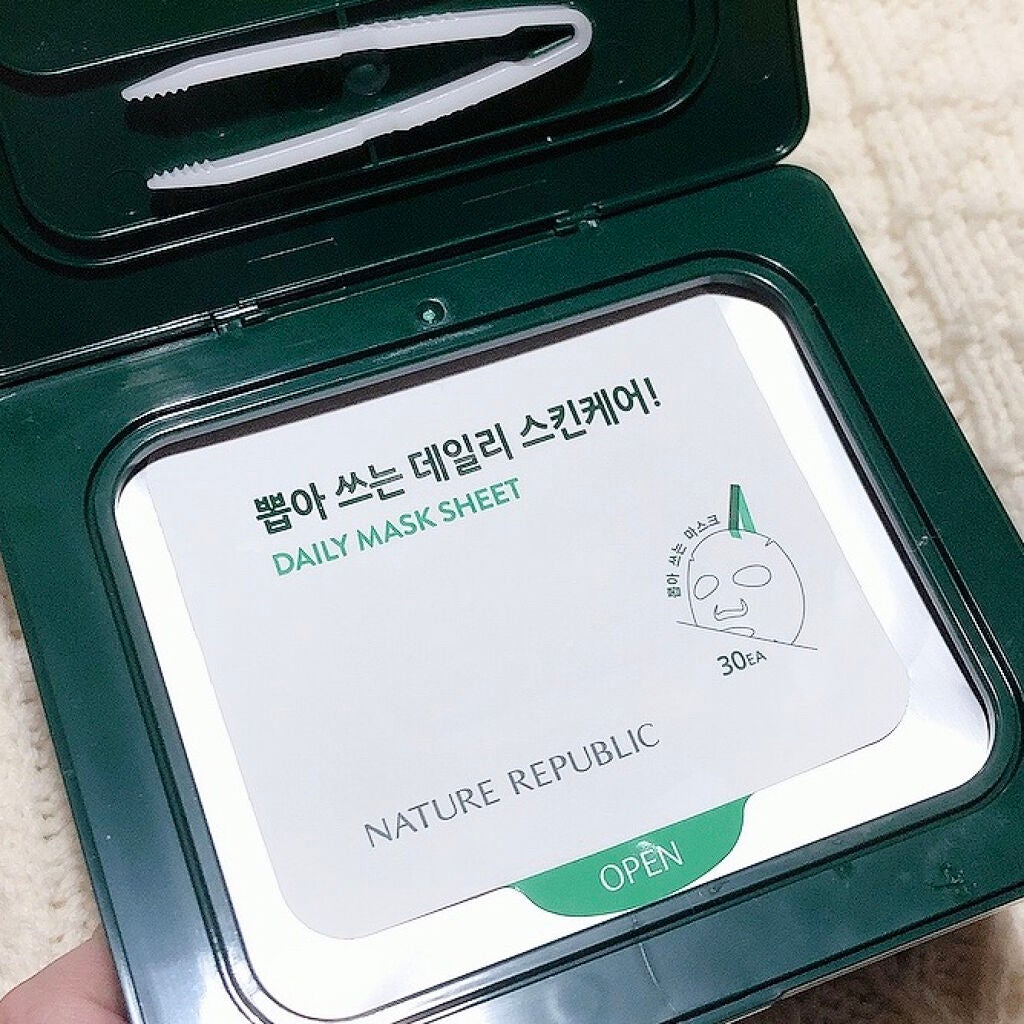 뽑아 쓰는 데일리 스킨케어!
DAILY MASK SHEET
뽑아 쓰는 마스크
30EA
NATURE REPUBLIC
OPEN